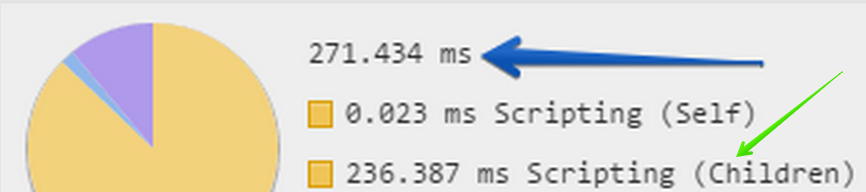 271.434 ms
0.023 ms Scripting (Self)
236.387 ms Scripting (Children)